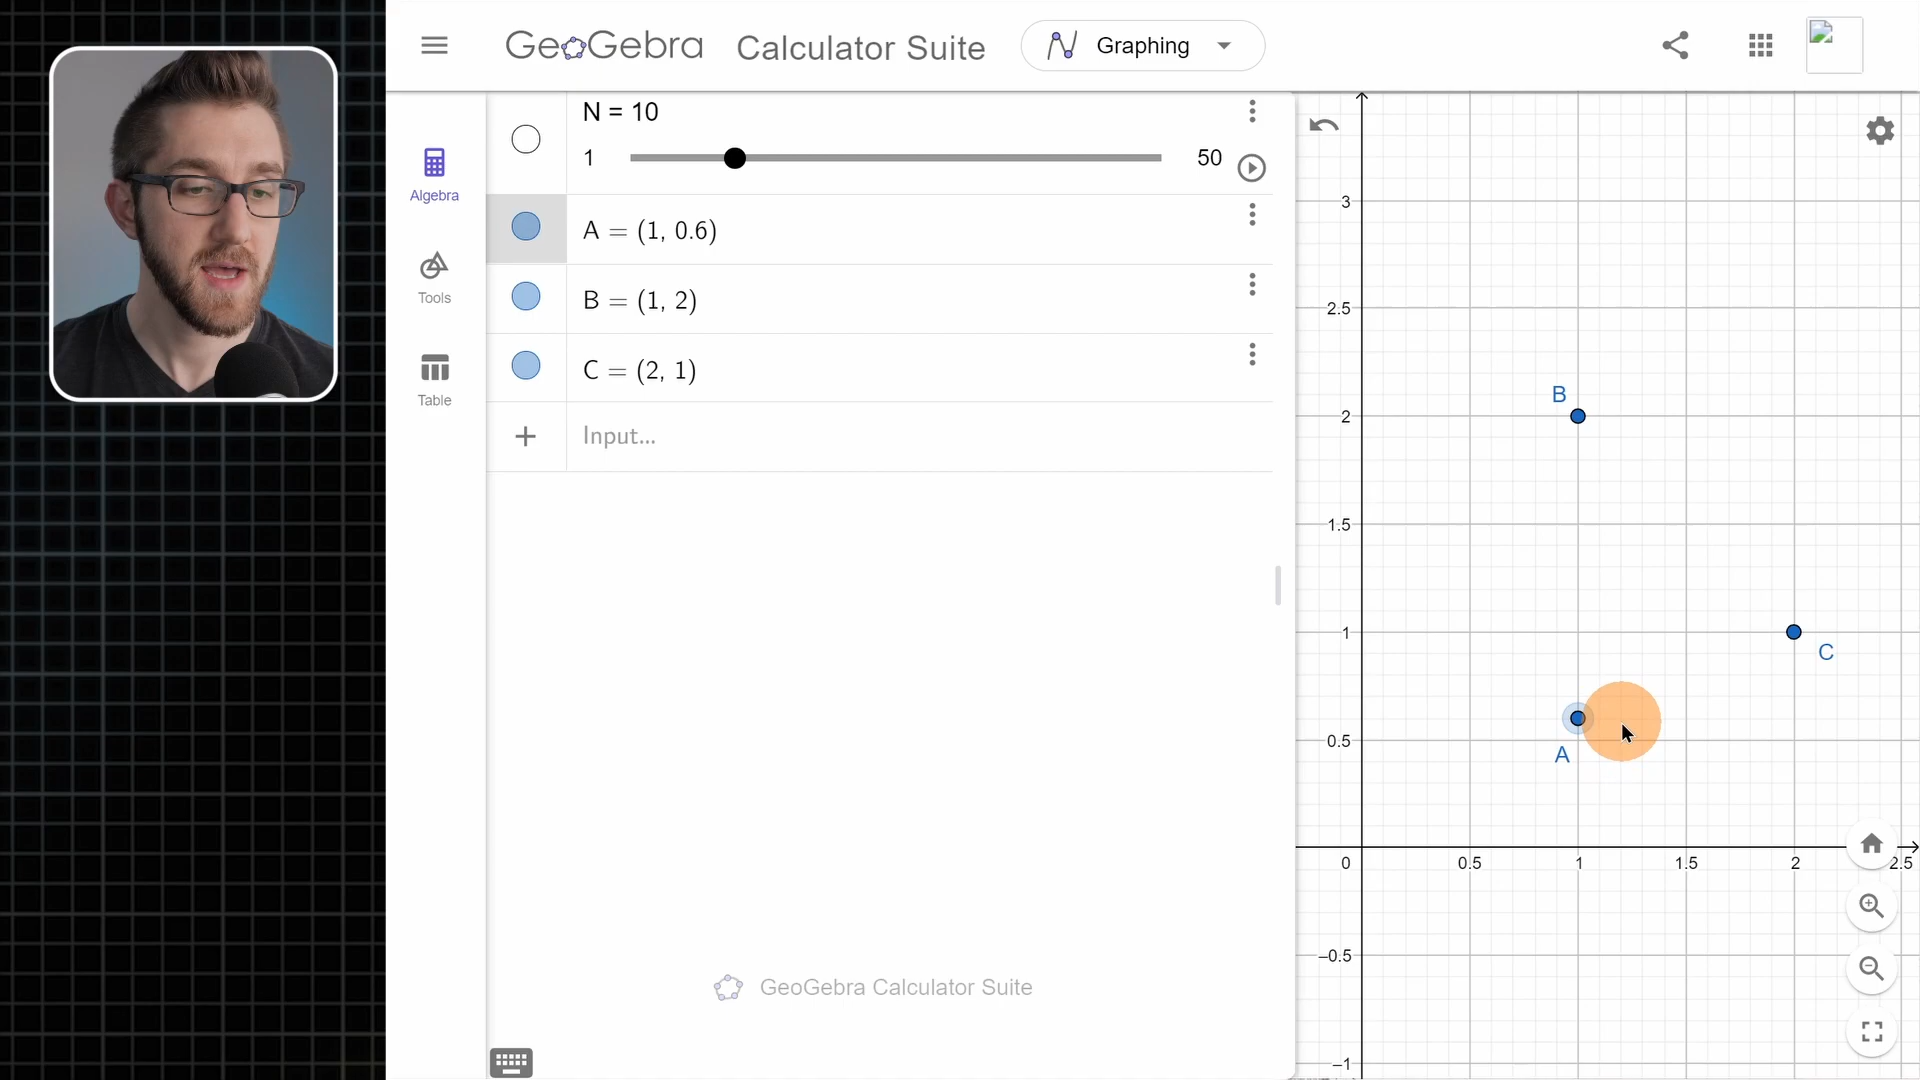 GeoGebra Calculator Suite Graphing
Algebra
Tools
Table
N = 10
1 50
A = (1, 0.6)
B = (1, 2)
C = (2, 1)
Input...
GeoGebra Calculator Suite
3
2.5
2
1.5
1
0.5
0
–0.5
–1
0.5 1 1.5 2 2.5
B
C
A